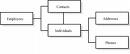 Contacts
Employees
Individuals
Addresses
Phones